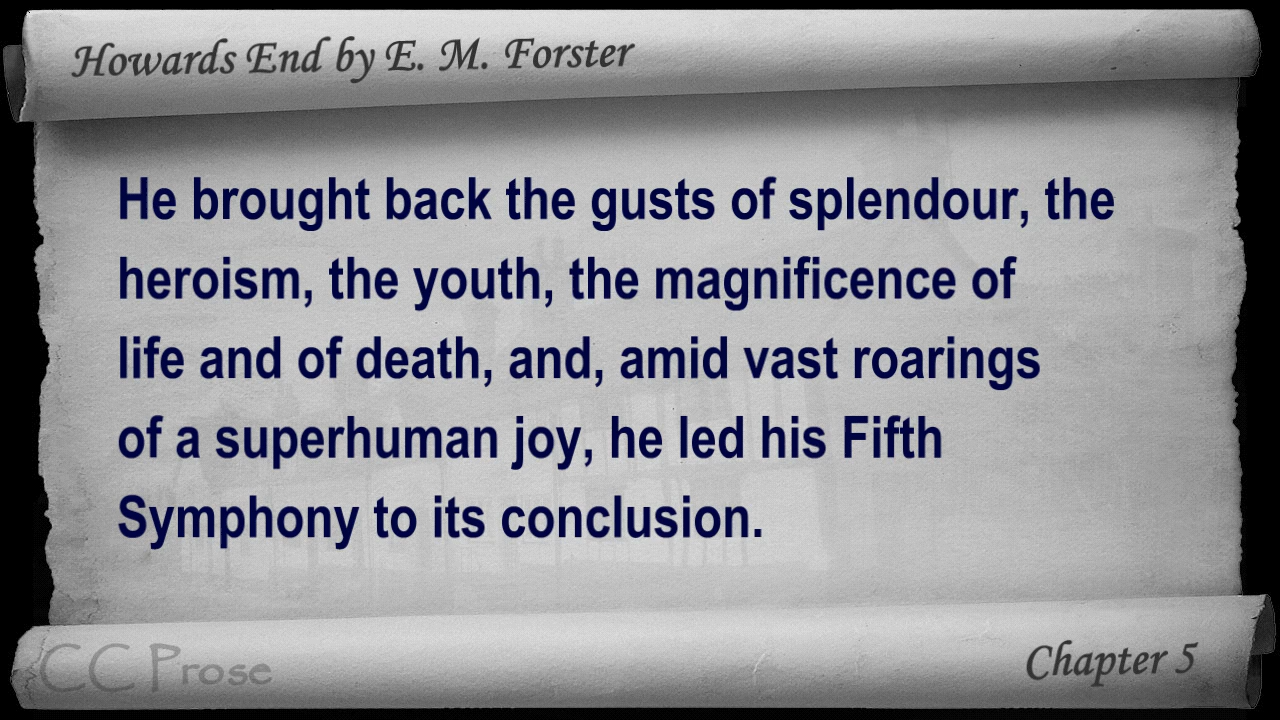 Howards End by E. M. Forster
He brought back the gusts of splendour, the
heroism, the youth, the magnificence of
life and of death, and, amid vast roarings
of a superhuman joy, he led his Fifth
Symphony to its conclusion.
CC Prose
Chapter 5